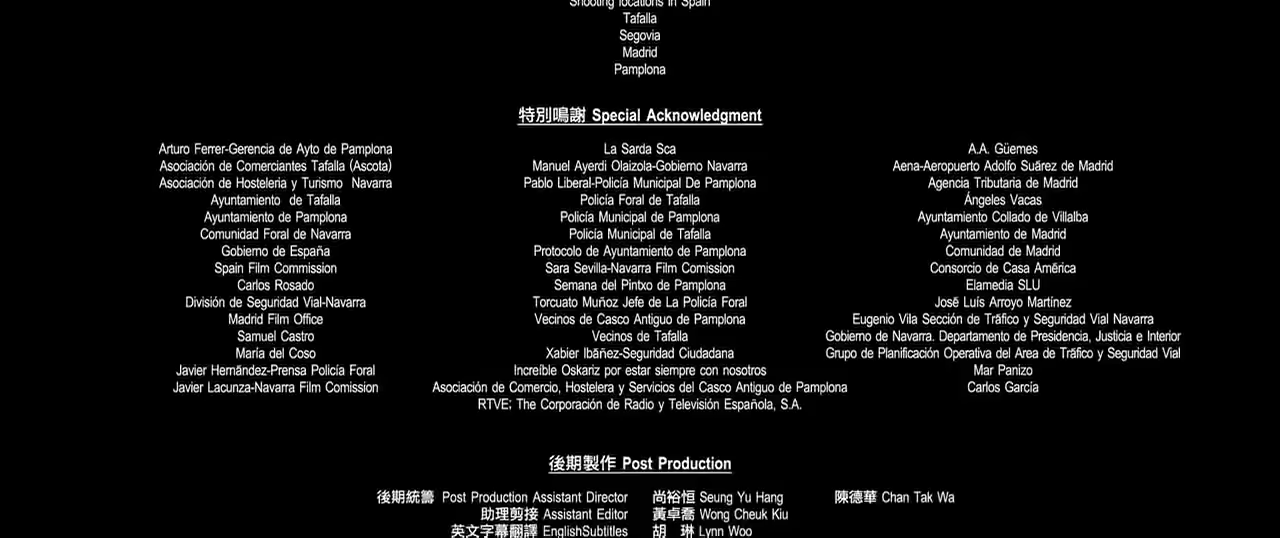 Shooting locations in Spain
Tafalla
Segovia
Madrid
Pamplona
特別鳴謝 Special Acknowledgment
Arturo Ferrer-Gerencia de Ayto de Pamplona
Asociación de Comerciantes Tafalla (Ascota)
Asociación de Hosteleria y Turismo Navarra
Ayuntamiento de Tafalla
Ayuntamiento de Pamplona
Comunidad Foral de Navarra
Gobierno de España
Spain Film Commission
Carlos Rosado
División de Seguridad Vial-Navarra
Madrid Film Office
Samuel Castro
María del Coso
Javier Hernández-Prensa Policía Foral
Javier Lacunza-Navarra Film Comission
La Sarda Sca
Manuel Ayerdi Olaizola-Gobierno Navarra
Pablo Liberal-Policía Municipal De Pamplona
Policía Foral de Tafalla
Policía Municipal de Pamplona
Policía Municipal de Tafalla
Protocolo de Ayuntamiento de Pamplona
Sara Sevilla-Navarra Film Comission
Semana del Pintxo de Pamplona
Torcuato Muñoz Jefe de La Policía Foral
Vecinos de Casco Antiguo de Pamplona
Vecinos de Tafalla
Xabier Ibáñez-Seguridad Ciudadana
Increíble Oskariz por estar siempre con nosotros
Asociación de Comercio, Hostelera y Servicios del Casco Antiguo de Pamplona
RTVE; The Corporación de Radio y Televisión Española, S.A.
A.A. Güemes
Aena-Aeropuerto Adolfo Suárez de Madrid
Agencia Tributaria de Madrid
Ángeles Vacas
Ayuntamiento Collado de Villalba
Ayuntamiento de Madrid
Comunidad de Madrid
Consorcio de Casa América
Elamedia SLU
José Luís Arroyo Martínez
Eugenio Vila Sección de Tráfico y Seguridad Vial Navarra
Gobierno de Navarra. Departamento de Presidencia, Justicia e Interior
Grupo de Planificación Operativa del Area de Tráfico y Seguridad Vial
Mar Panizo
Carlos García
後期製作 Post Production
後期統籌 Post Production Assistant Director 尚裕恒 Seung Yu Hang 陳德華 Chan Tak Wa
助理剪接 Assistant Editor 黃卓喬 Wong Cheuk Kiu
英文字幕翻譯 EnglishSubtitles 胡 琳 Lynn Woo